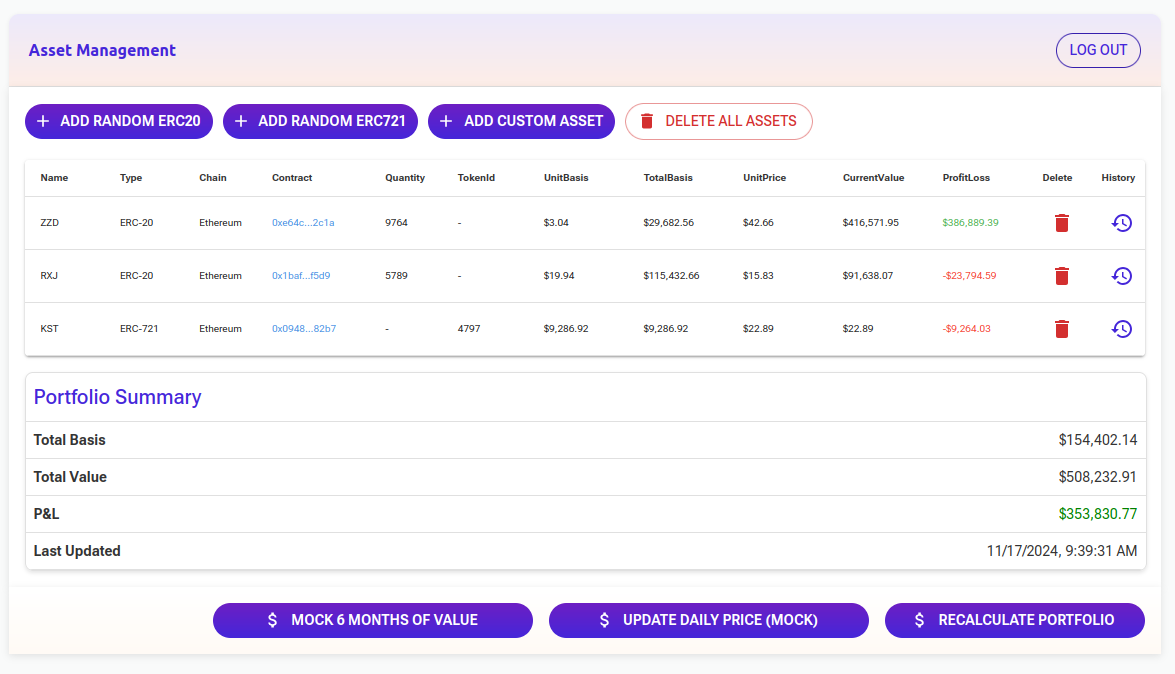 Asset Management
LOG OUT
ADD RANDOM ERC20 ADD RANDOM ERC721 ADD CUSTOM ASSET DELETE ALL ASSETS
Name Type Chain Contract Quantity TokenId UnitBasis TotalBasis UnitPrice CurrentValue ProfitLoss Delete History
ZZD ERC-20 Ethereum 0xe64c...2c1a 9764 - $3.04 $29,682.56 $42.66 $416,571.95 $386,889.39
RXJ ERC-20 Ethereum 0x1baf...f5d9 5789 - $19.94 $115,432.66 $15.83 $91,638.07 -$23,794.59
KST ERC-721 Ethereum 0x0948...82b7 - 4797 $9,286.92 $9,286.92 $22.89 $22.89 -$9,264.03
Portfolio Summary
Total Basis $154,402.14
Total Value $508,232.91
P&L $353,830.77
Last Updated 11/17/2024, 9:39:31 AM
$ MOCK 6 MONTHS OF VALUE $ UPDATE DAILY PRICE (MOCK) $ RECALCULATE PORTFOLIO